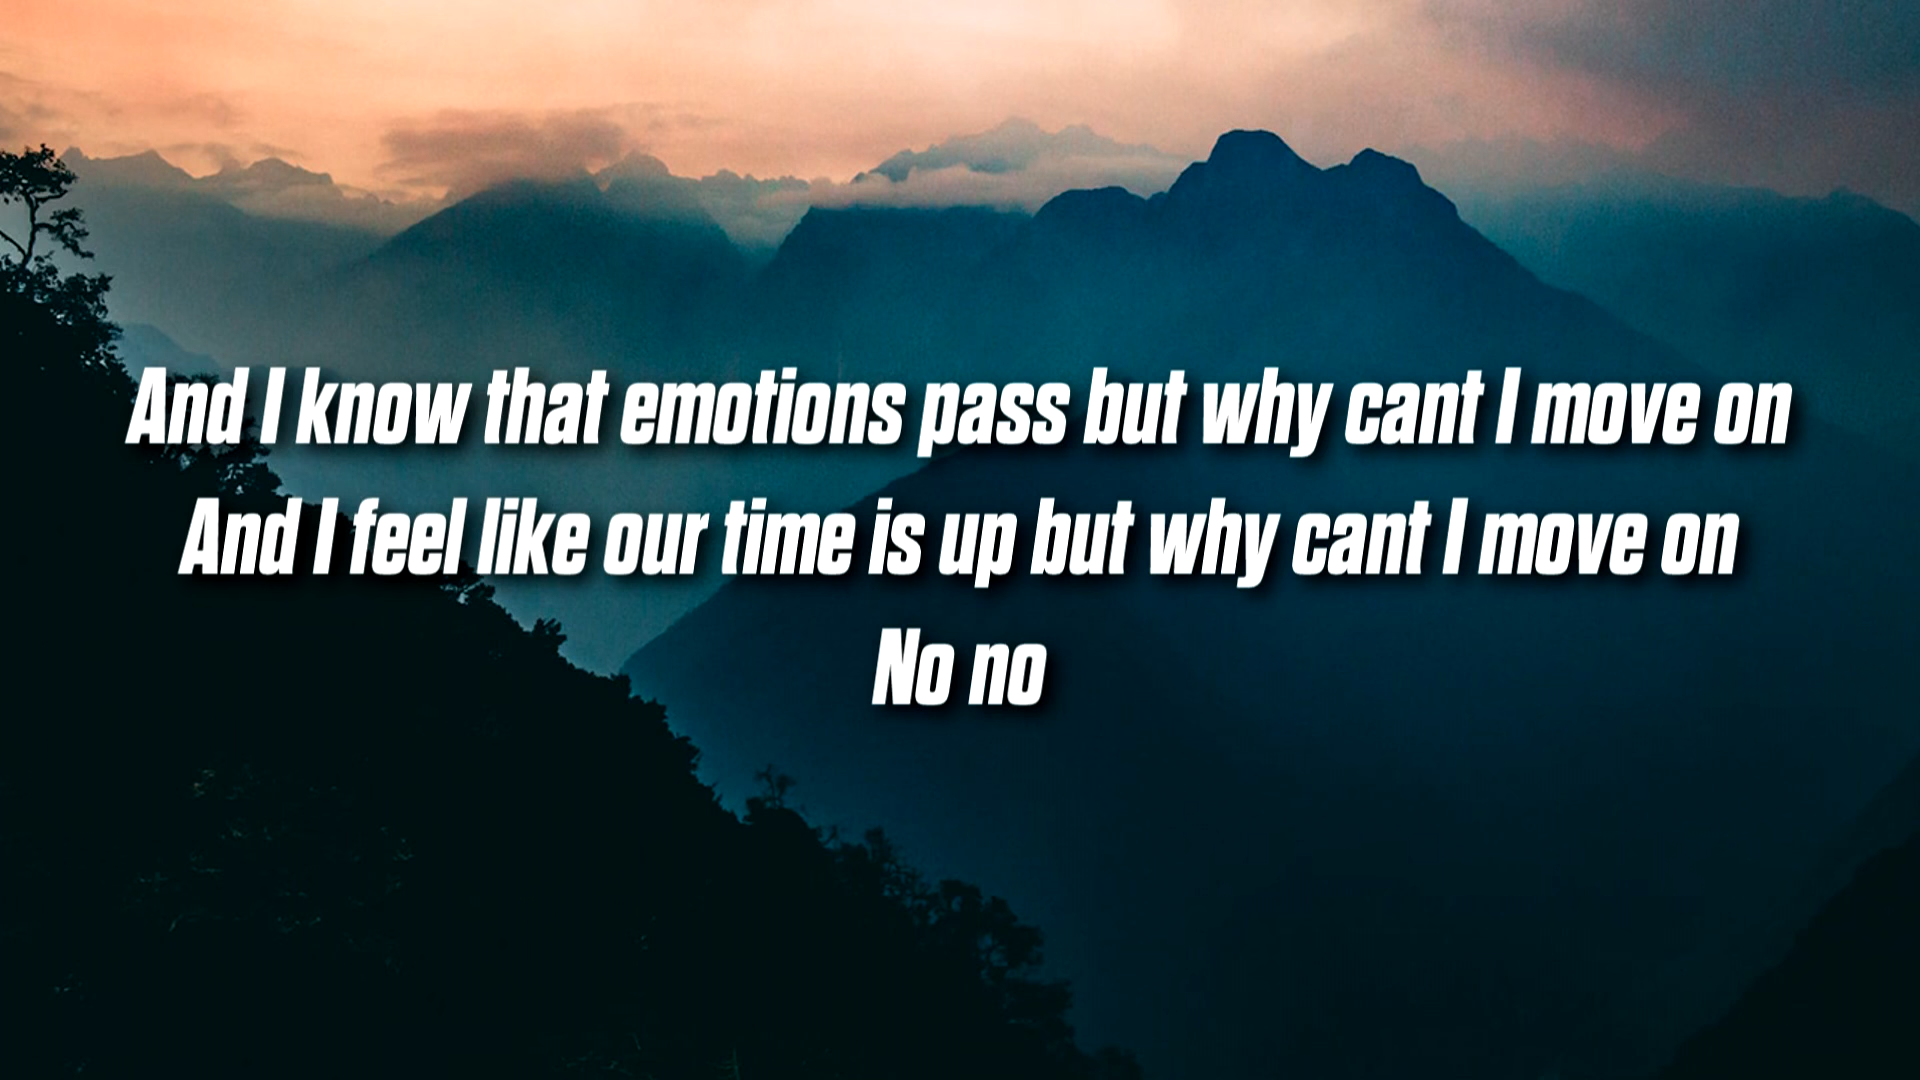 And I know that emotions pass but why cant I move on
And I feel like our time is up but why cant I move on
No no